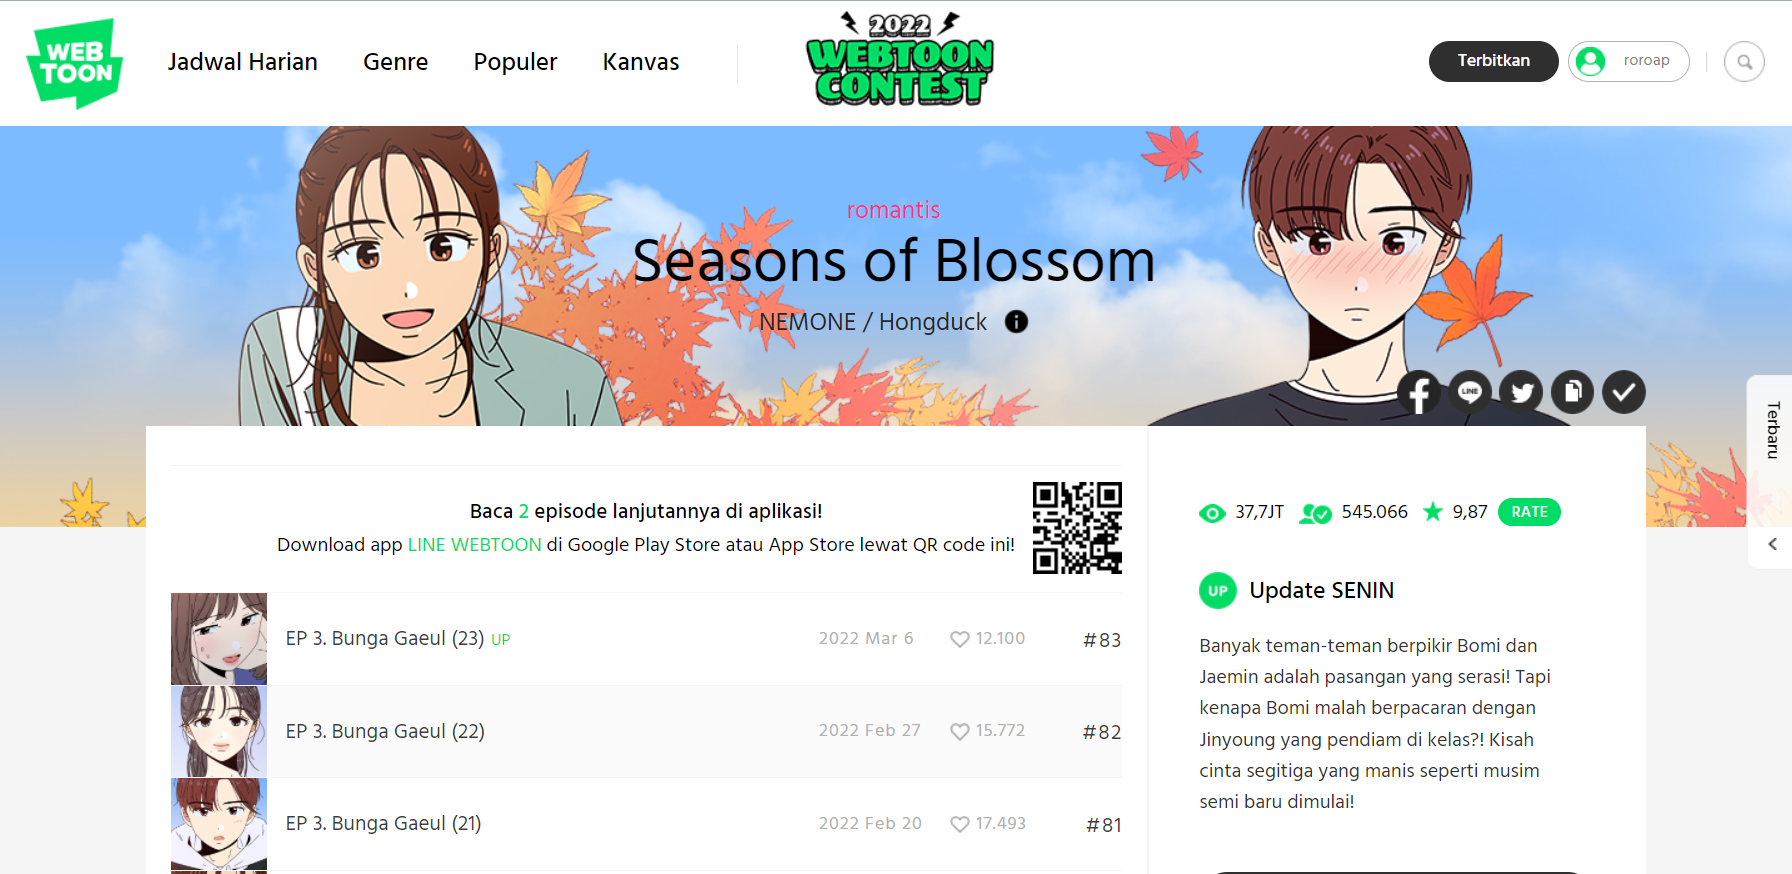 WEB
TOON
Jadwal Harian
Genre
Populer
Kanvas
2022
WEBTOON
CONTEST
Terbitkan
roroap
romantis
Seasons of Blossom
NEMONE / Hongduck
i
LINE
Terbaru
Baca 2 episode lanjutannya di aplikasi!
Download app LINE WEBTOON di Google Play Store atau App Store lewat QR code ini!
EP 3. Bunga Gaeul (23) UP 2022 Mar 6 12.100 #83
EP 3. Bunga Gaeul (22) 2022 Feb 27 15.772 #82
EP 3. Bunga Gaeul (21) 2022 Feb 20 17.493 #81
37,7JT 545.066 9,87 RATE
UP Update SENIN
Banyak teman-teman berpikir Bomi dan
Jaemin adalah pasangan yang serasi! Tapi
kenapa Bomi malah berpacaran dengan
Jinyoung yang pendiam di kelas?! Kisah
cinta segitiga yang manis seperti musim
semi baru dimulai!